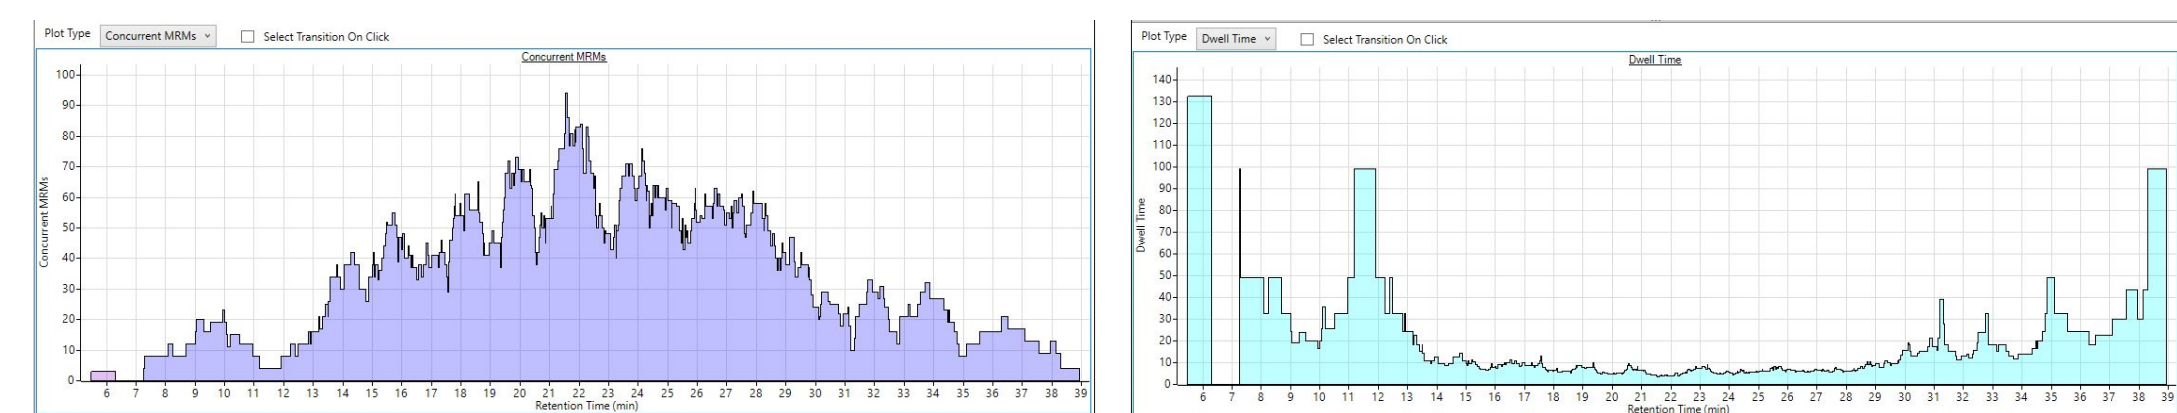 Plot Type Concurrent MRMs Select Transition On Click
Concurrent MRMs
100
90
80
70
60
50
40
30
20
10
0
Concurrent MRMs
6 7 8 9 10 11 12 13 14 15 16 17 18 19 20 21 22 23 24 25 26 27 28 29 30 31 32 33 34 35 36 37 38 39
Retention Time (min)
Plot Type Dwell Time Select Transition On Click
Dwell Time
140
130
120
110
100
90
80
70
60
50
40
30
20
10
0
Dwell Time
6 7 8 9 10 11 12 13 14 15 16 17 18 19 20 21 22 23 24 25 26 27 28 29 30 31 32 33 34 35 36 37 38 39
Retention Time (min)